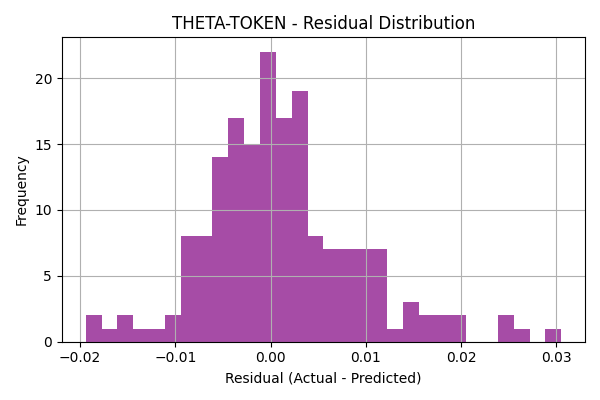 THETA-TOKEN - Residual Distribution
Frequency
20
15
10
5
0
−0.02 −0.01 0.00 0.01 0.02 0.03
Residual (Actual - Predicted)